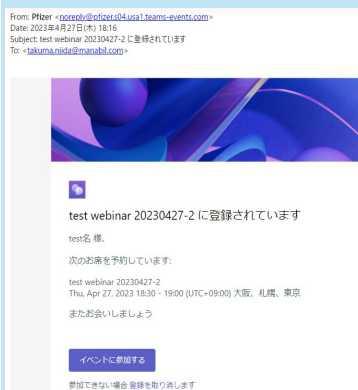 From: Pfizer <noreply@pfizer.s04.usa1.teams-events.com>
Date: 2023年4月27日(木) 18:16
Subject: test webinar 20230427-2 に登録されています
To: <takuma.niida@manabil.com>
test webinar 20230427-2 に登録されています
test名 様、
次のお席を予約しています:
test webinar 20230427-2
Thu, Apr 27, 2023 18:30 - 19:00 (UTC+09:00) 大阪、札幌、東京
またお会いしましょう
イベントに参加する
参加できない場合 登録を取り消します